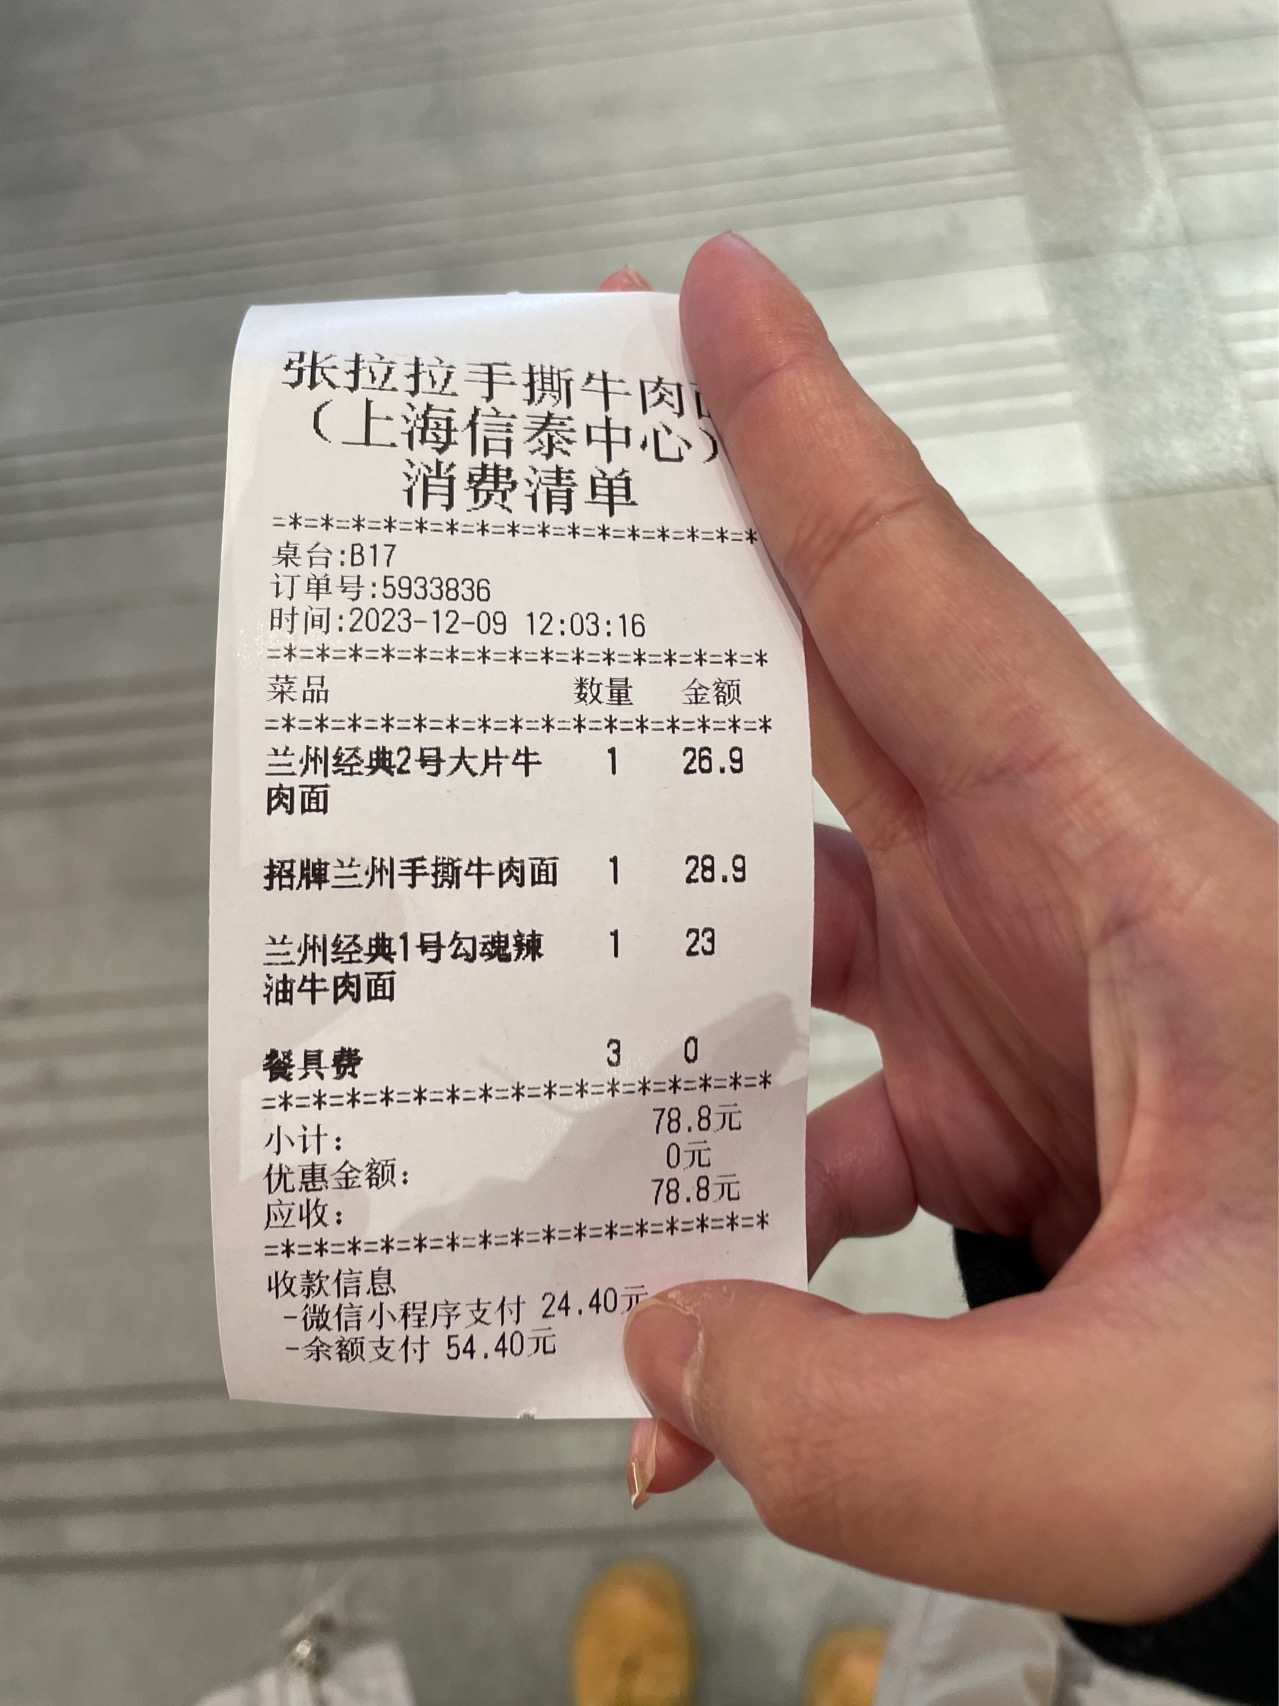 张拉拉手撕牛肉
(上海信泰中心)
消费清单
=*=*=*=*=*=*=*=*=*=*=*=*=*=*=*=*
桌台:B17
订单号:5933836
时间:2023-12-09 12:03:16
=*=*=*=*=*=*=*=*=*=*=*=*=*=*=*=*
菜品 数量 金额
=*=*=*=*=*=*=*=*=*=*=*=*=*=*=*=*
兰州经典2号大片牛 1 26.9
肉面
招牌兰州手撕牛肉面 1 28.9
兰州经典1号勾魂辣 1 23
油牛肉面
餐具费 3 0
=*=*=*=*=*=*=*=*=*=*=*=*=*=*=*=*
小计: 78.8元
优惠金额: 0元
应收: 78.8元
=*=*=*=*=*=*=*=*=*=*=*=*=*=*=*=*
收款信息
-微信小程序支付 24.40元
-余额支付 54.40元